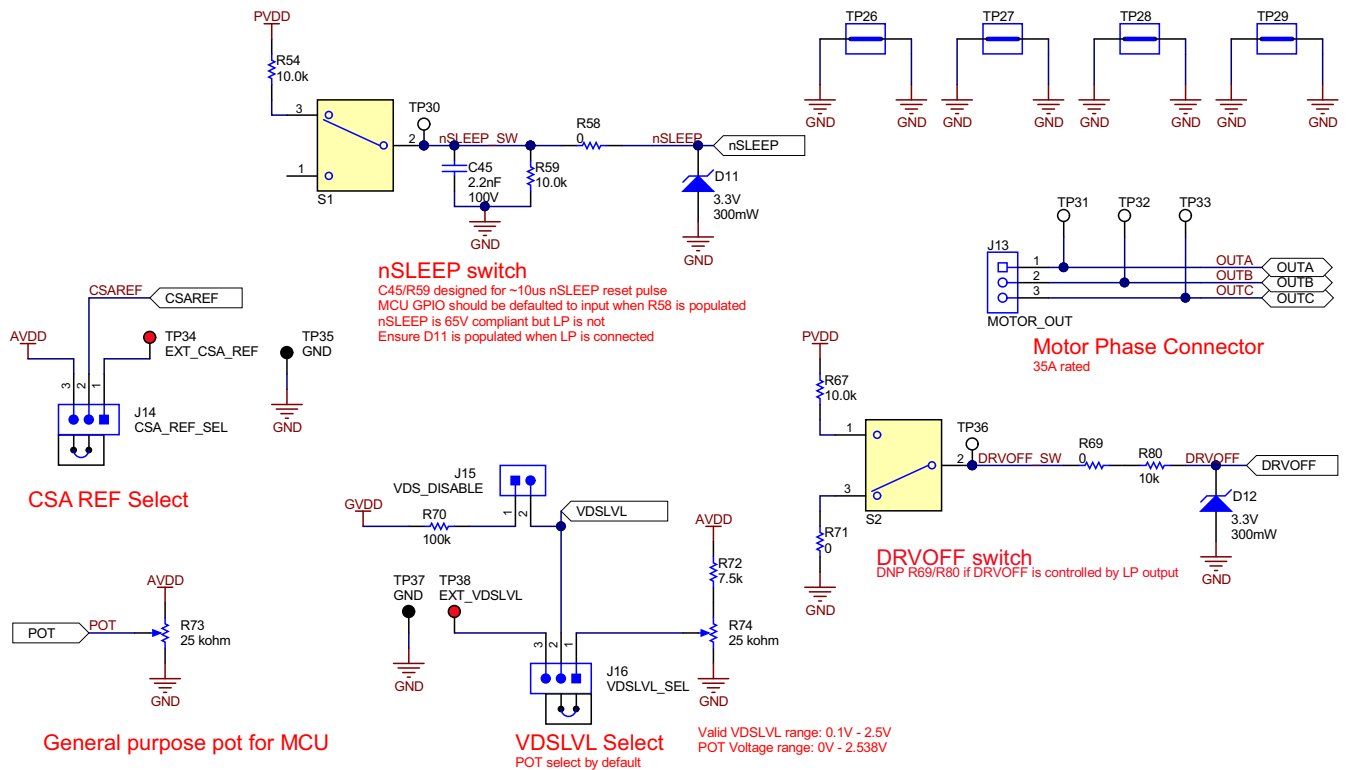 PVDD
R54
10.0k
3
1
S1
2
TP30
nSLEEP_SW
C45
2.2nF
100V
R59
10.0k
GND
R58
0
nSLEEP
nSLEEP
D11
3.3V
300mW
GND
nSLEEP switch
C45/R59 designed for ~10us nSLEEP reset pulse
MCU GPIO should be defaulted to input when R58 is populated
nSLEEP is 65V compliant but LP is not
Ensure D11 is populated when LP is connected
TP26
GND
GND
TP27
GND
GND
TP28
GND
GND
TP29
GND
GND
TP31
TP32
TP33
J13
1
2
3
OUTA
OUTB
OUTC
OUTA
OUTB
OUTC
MOTOR_OUT
Motor Phase Connector
35A rated
CSAREF
CSAREF
AVDD
TP34
EXT_CSA_REF
3
2
1
J14
CSA_REF_SEL
CSA REF Select
TP35
GND
GND
PVDD
R67
10.0k
1
3
S2
2
R71
0
GND
TP36
DRVOFF_SW
R69
0
R80
10k
DRVOFF
DRVOFF
D12
3.3V
300mW
GND
DRVOFF switch
DNP R69/R80 if DRVOFF is controlled by LP output
J15
VDS_DISABLE
1
2
GVDD
R70
100k
VDSLVL
AVDD
R72
7.5k
R74
25 kohm
GND
TP37
GND
GND
TP38
EXT_VDSLVL
3
2
1
J16
VDSLVL_SEL
VDSLVL Select
POT select by default
Valid VDSLVL range: 0.1V - 2.5V
POT Voltage range: 0V - 2.538V
AVDD
POT
POT
R73
25 kohm
GND
General purpose pot for MCU